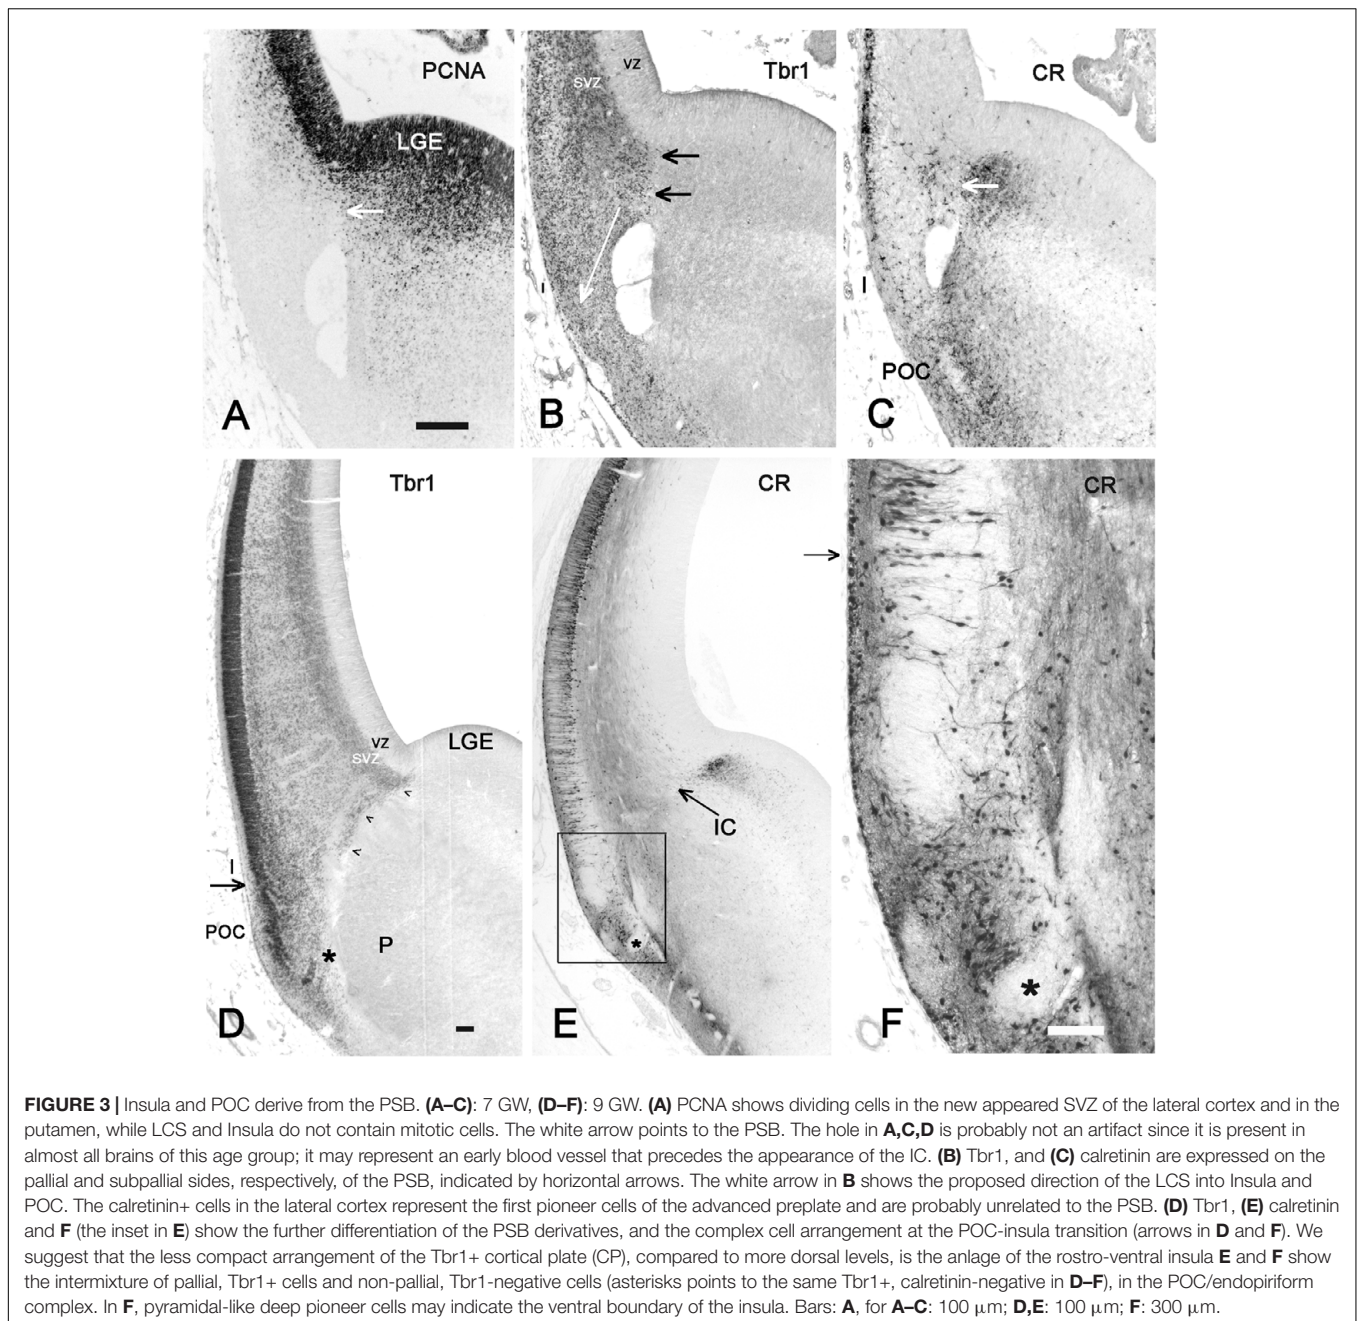 PCNA
LGE
A
VZ
SVZ
Tbr1
I
B
CR
I
POC
C
Tbr1
VZ
SVZ
LGE
I
POC
P
*
D
CR
IC
*
E
CR
*
F
FIGURE 3 | Insula and POC derive from the PSB. (A–C): 7 GW, (D–F): 9 GW. (A) PCNA shows dividing cells in the new appeared SVZ of the lateral cortex and in the
putamen, while LCS and Insula do not contain mitotic cells. The white arrow points to the PSB. The hole in A,C,D is probably not an artifact since it is present in
almost all brains of this age group; it may represent an early blood vessel that precedes the appearance of the IC. (B) Tbr1, and (C) calretinin are expressed on the
pallial and subpallial sides, respectively, of the PSB, indicated by horizontal arrows. The white arrow in B shows the proposed direction of the LCS into Insula and
POC. The calretinin+ cells in the lateral cortex represent the first pioneer cells of the advanced preplate and are probably unrelated to the PSB. (D) Tbr1, (E) calretinin
and F (the inset in E) show the further differentiation of the PSB derivatives, and the complex cell arrangement at the POC-insula transition (arrows in D and F). We
suggest that the less compact arrangement of the Tbr1+ cortical plate (CP), compared to more dorsal levels, is the anlage of the rostro-ventral insula E and F show
the intermixture of pallial, Tbr1+ cells and non-pallial, Tbr1-negative cells (asterisks points to the same Tbr1+, calretinin-negative in D–F), in the POC/endopiriform
complex. In F, pyramidal-like deep pioneer cells may indicate the ventral boundary of the insula. Bars: A, for A–C: 100 μm; D,E: 100 μm; F: 300 μm.